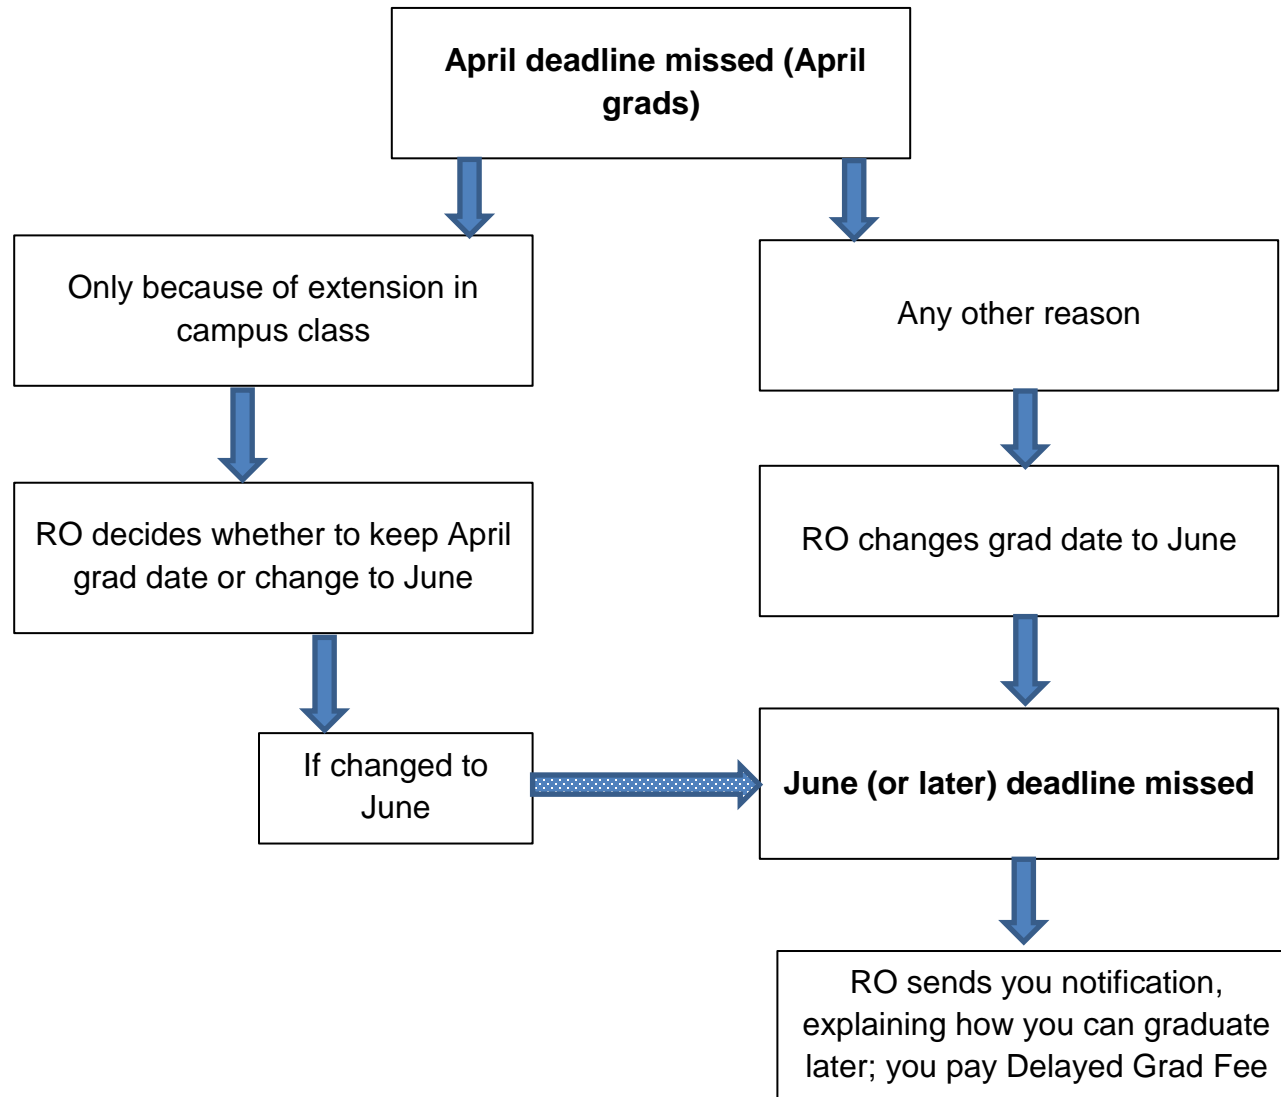 April deadline missed (April
grads)
Only because of extension in
campus class
Any other reason
RO decides whether to keep April
grad date or change to June
RO changes grad date to June
If changed to
June
June (or later) deadline missed
RO sends you notification,
explaining how you can graduate
later; you pay Delayed Grad Fee